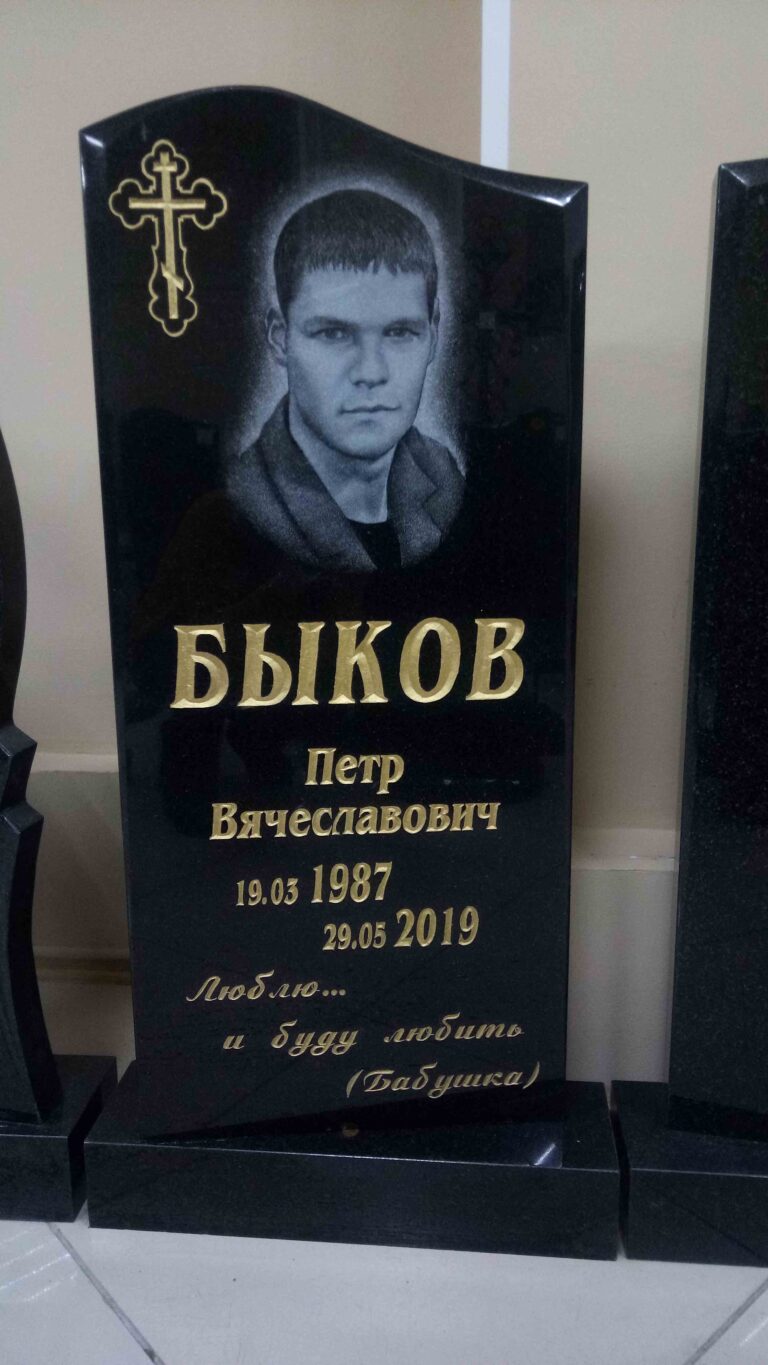 БЫКОВ
Петр
Вячеславович
19.03 1987
29.05 2019
Люблю...
и буду любить
(Бабушка)